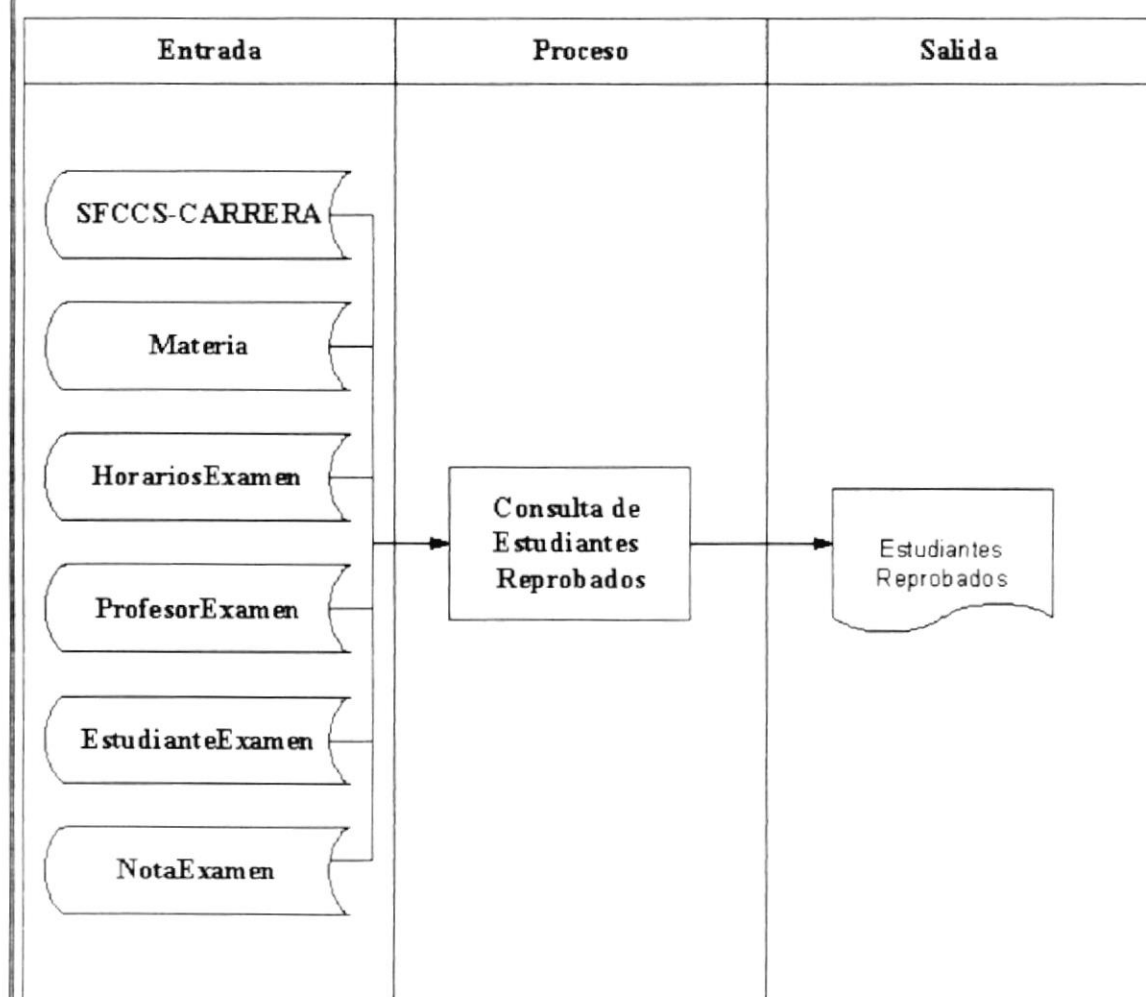 Entrada
Proceso
Salida
SFCCS-CARRERA
Materia
HorariosExamen
ProfesorExamen
EstudianteExamen
NotaExamen
Consulta de
Estudiantes
Reprobados
Estudiantes
Reprobados